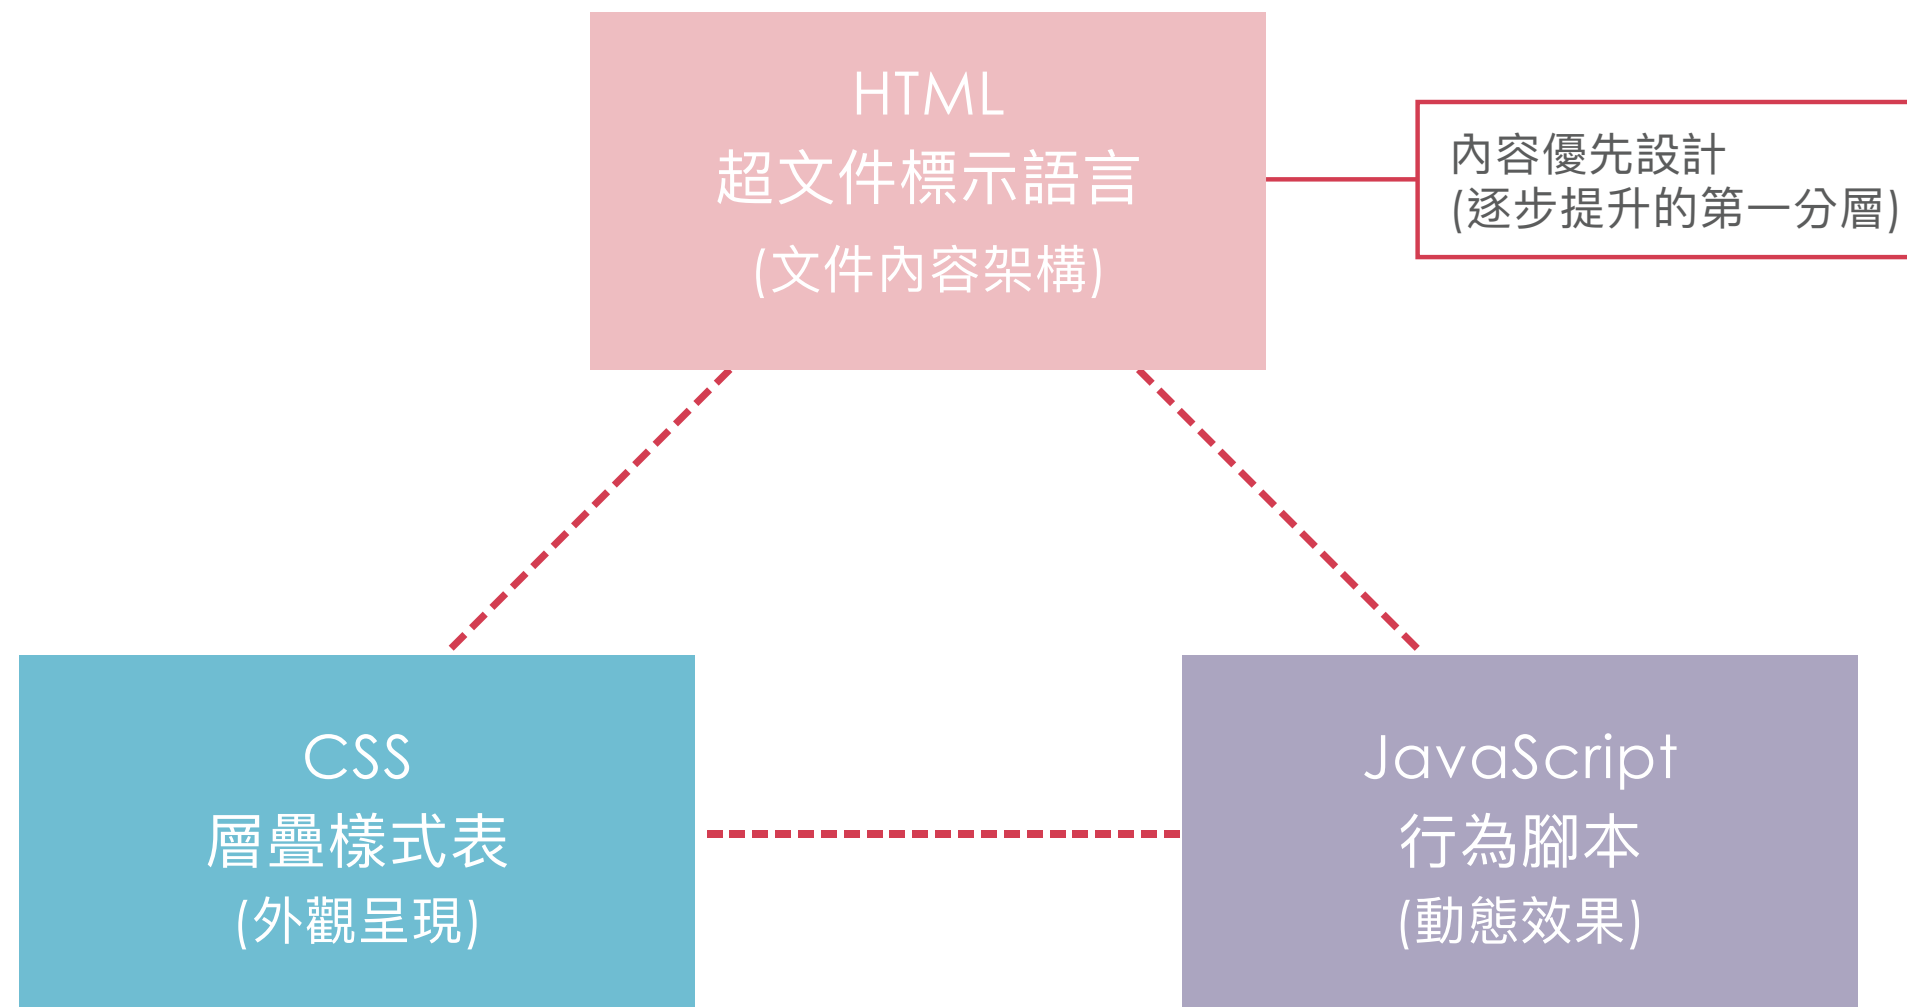 HTML
超文件標示語言
(文件內容架構)
內容優先設計
(逐步提升的第一分層)
CSS
層疊樣式表
(外觀呈現)
JavaScript
行為腳本
(動態效果)